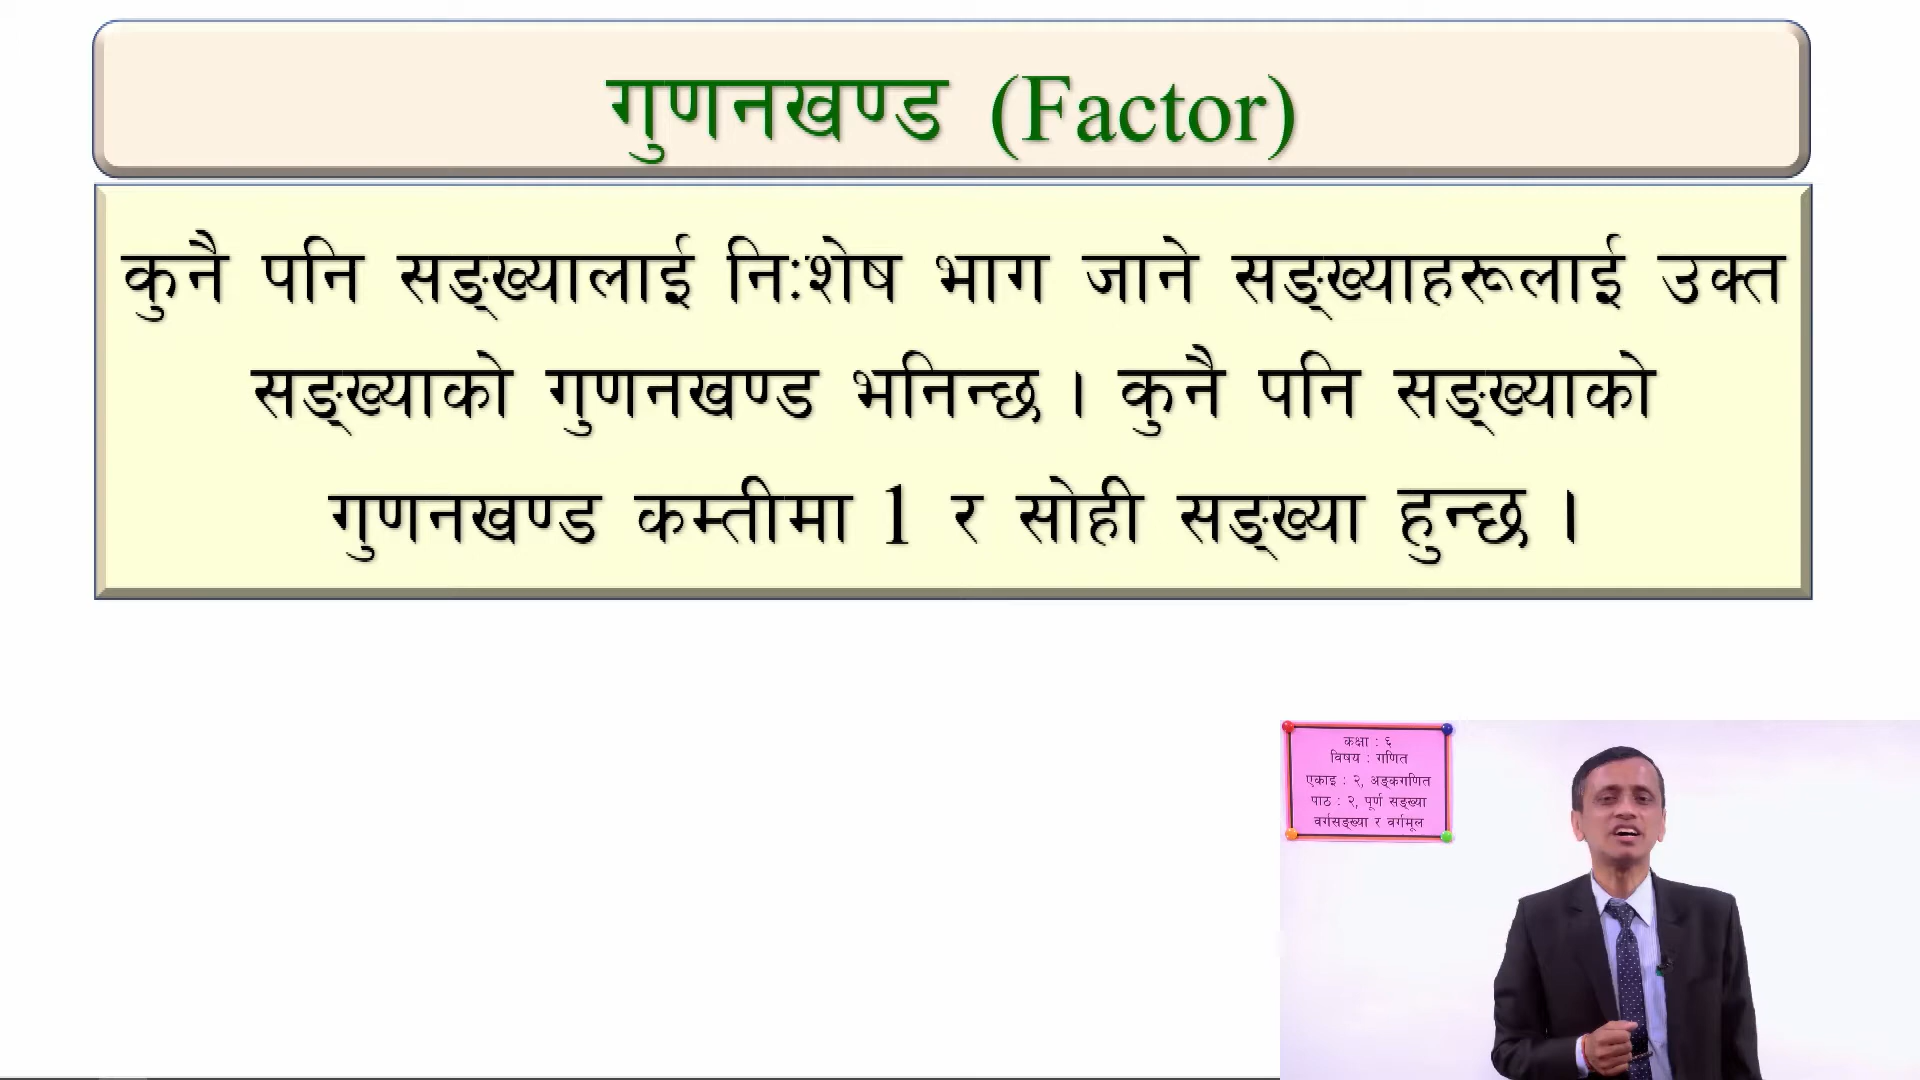 गुणनखण्ड (Factor)
कुनै पनि सङ्ख्यालाई नि:शेष भाग जाने सङ्ख्याहरूलाई उक्त
सङ्ख्याको गुणनखण्ड भनिन्छ । कुनै पनि सङ्ख्याको
गुणनखण्ड कम्तीमा 1 र सोही सङ्ख्या हुन्छ ।
कक्षा : ६
विषय : गणित
एकाइ : २, अङ्कगणित
पाठ : २, पूर्ण सङ्ख्या
वर्गसङ्ख्या र वर्गमूल